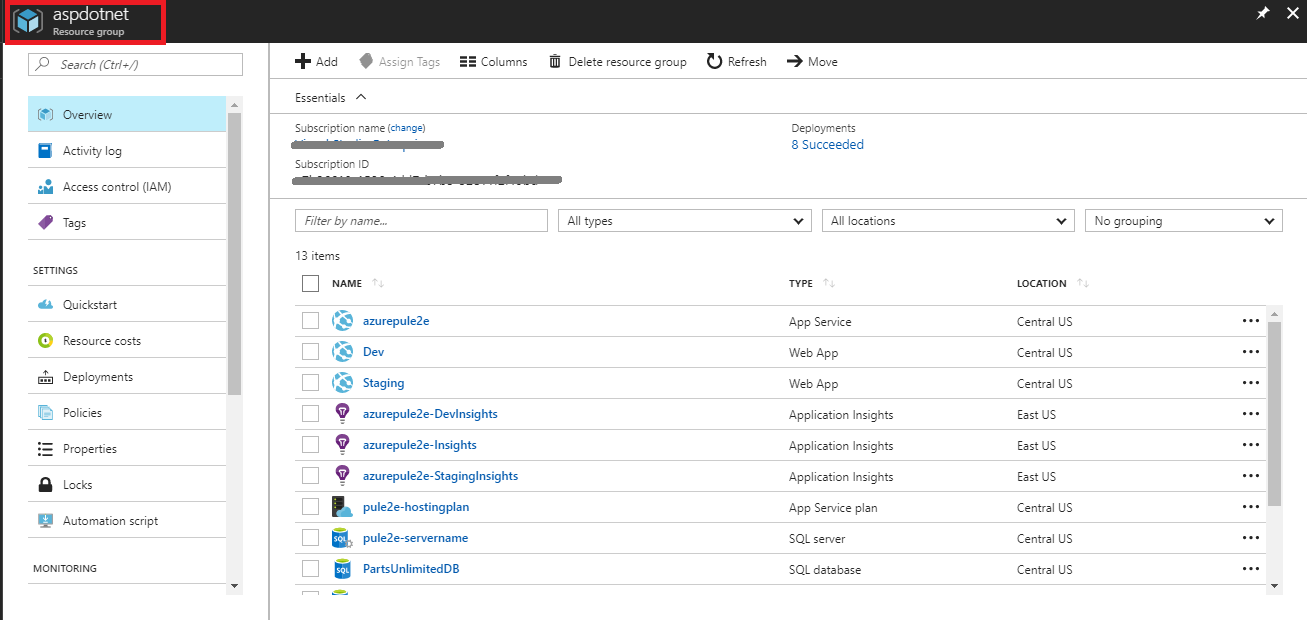 aspdotnet
Resource group
Search (Ctrl+/)
Overview
Activity log
Access control (IAM)
Tags
SETTINGS
Quickstart
Resource costs
Deployments
Policies
Properties
Locks
Automation script
MONITORING
Add Assign Tags Columns Delete resource group Refresh Move
Essentials
Subscription name (change)
Deployments
8 Succeeded
Subscription ID
Filter by name... All types All locations No grouping
13 items
NAME TYPE LOCATION
azurepule2e App Service Central US
Dev Web App Central US
Staging Web App Central US
azurepule2e-DevInsights Application Insights East US
azurepule2e-Insights Application Insights East US
azurepule2e-StagingInsights Application Insights East US
pule2e-hostingplan App Service plan Central US
pule2e-servername SQL server Central US
PartsUnlimitedDB SQL database Central US